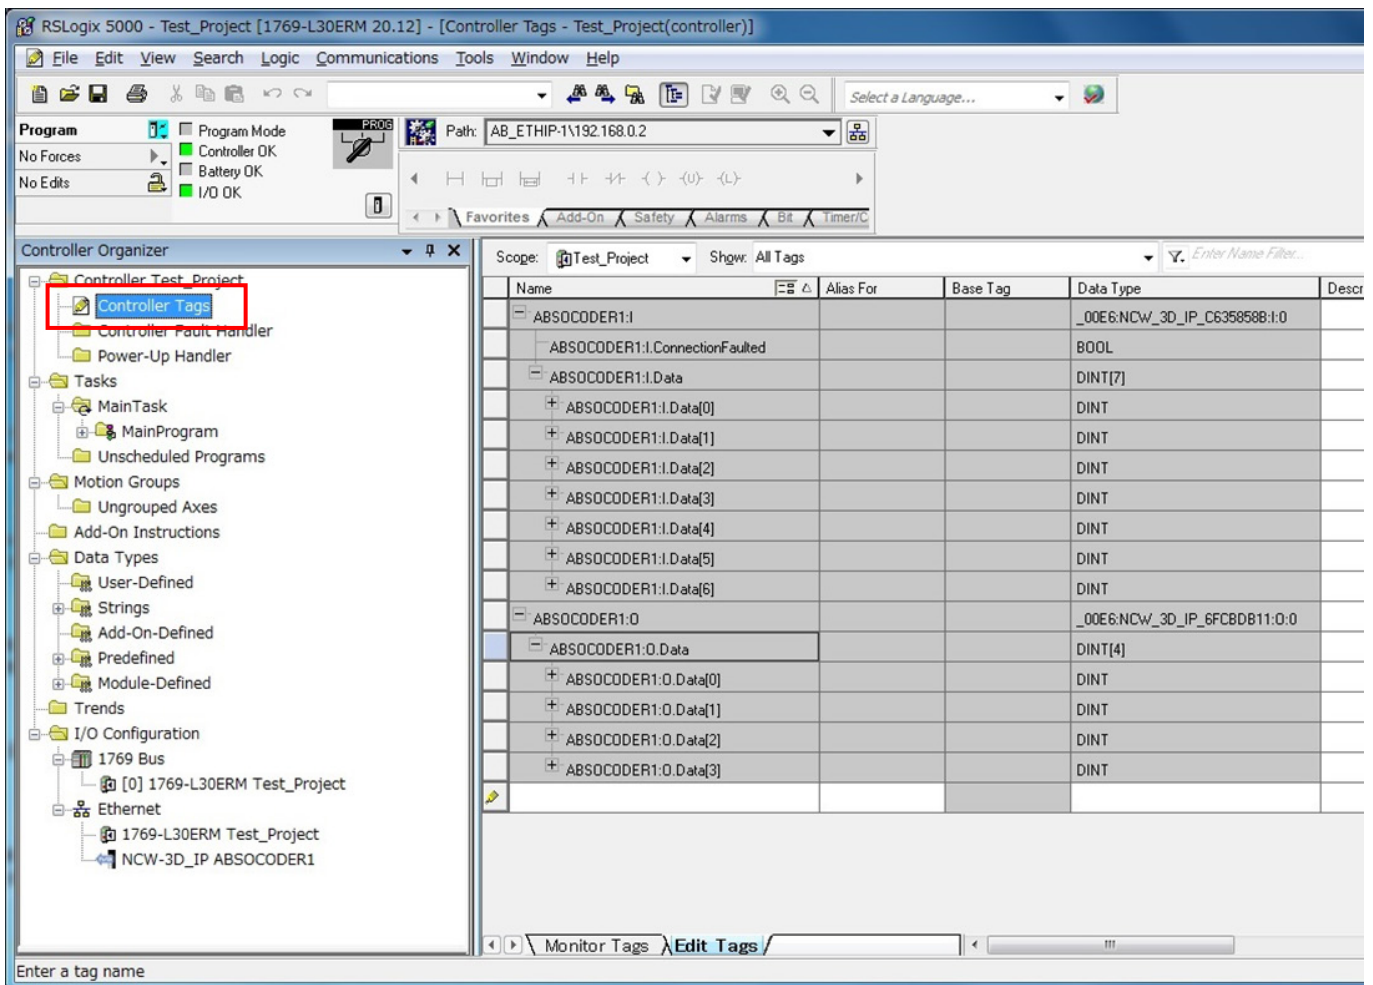 RSLogix 5000 - Test_Project [1769-L30ERM 20.12] - [Controller Tags - Test_Project(controller)]
File Edit View Search Logic Communications Tools Window Help
Select a Language...
Program
Program Mode
PROG
Path: AB_ETHIP-1\192.168.0.2
No Forces
Controller OK
Battery OK
No Edits
I/O OK
Favorites Add-On Safety Alarms Bit Timer/C
Controller Organizer
Controller Test_Project
Controller Tags
Controller Fault Handler
Power-Up Handler
Tasks
MainTask
MainProgram
Unscheduled Programs
Motion Groups
Ungrouped Axes
Add-On Instructions
Data Types
User-Defined
Strings
Add-On-Defined
Predefined
Module-Defined
Trends
I/O Configuration
1769 Bus
[0] 1769-L30ERM Test_Project
Ethernet
1769-L30ERM Test_Project
NCW-3D_IP ABSOCODER1
Scope: Test_Project Show: All Tags Enter Name Filter...
Name Alias For Base Tag Data Type Descr
ABSOCODER1:I _00E6:NCW_3D_IP_C635858B:I:0
ABSOCODER1:I.ConnectionFaulted BOOL
ABSOCODER1:I.Data DINT[7]
ABSOCODER1:I.Data[0] DINT
ABSOCODER1:I.Data[1] DINT
ABSOCODER1:I.Data[2] DINT
ABSOCODER1:I.Data[3] DINT
ABSOCODER1:I.Data[4] DINT
ABSOCODER1:I.Data[5] DINT
ABSOCODER1:I.Data[6] DINT
ABSOCODER1:O _00E6:NCW_3D_IP_6FCBDB11:O:0
ABSOCODER1:O.Data DINT[4]
ABSOCODER1:O.Data[0] DINT
ABSOCODER1:O.Data[1] DINT
ABSOCODER1:O.Data[2] DINT
ABSOCODER1:O.Data[3] DINT
Monitor Tags Edit Tags
Enter a tag name